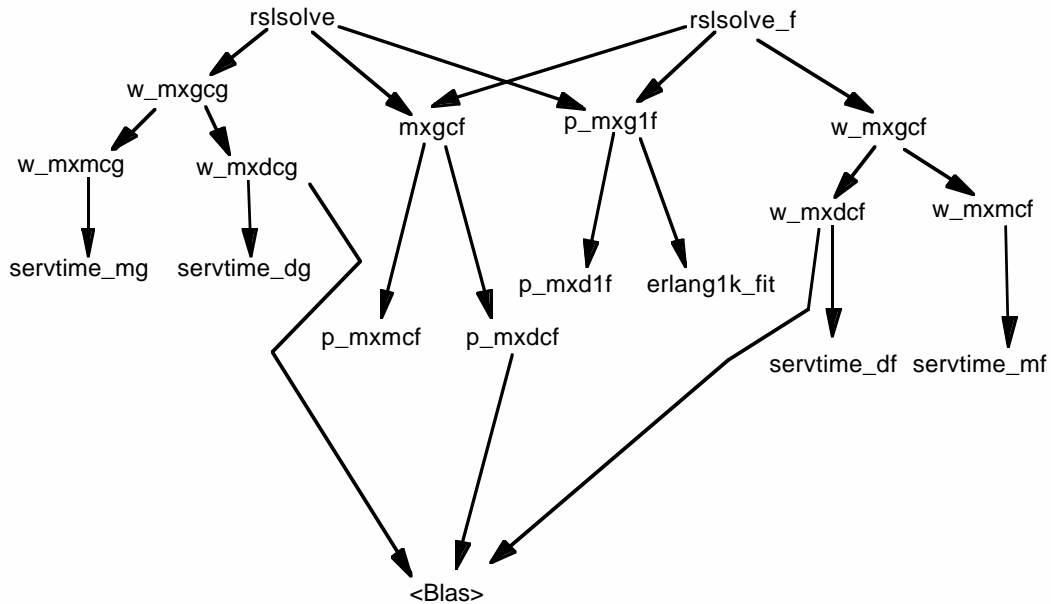 rslsolve
rslsolve_f
w_mxgcg
mxgcf
p_mxg1f
w_mxgcf
w_mxmcg
w_mxdcg
w_mxdcf
w_mxmcf
servtime_mg
servtime_dg
p_mxd1f
erlang1k_fit
p_mxmcf
p_mxdcf
servtime_df
servtime_mf
<Blas>